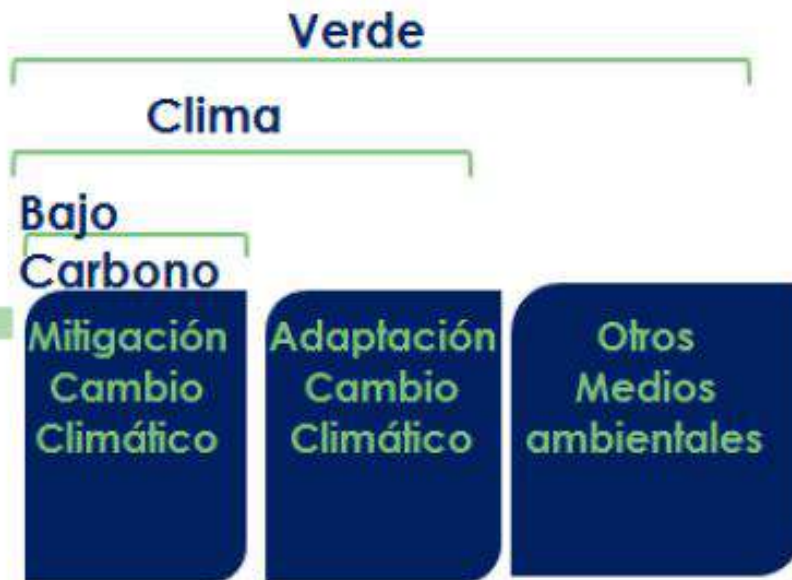 Verde
Clima
Bajo
Carbono
Mitigación
Cambio
Climático
Adaptación
Cambio
Climático
Otros
Medios
ambientales